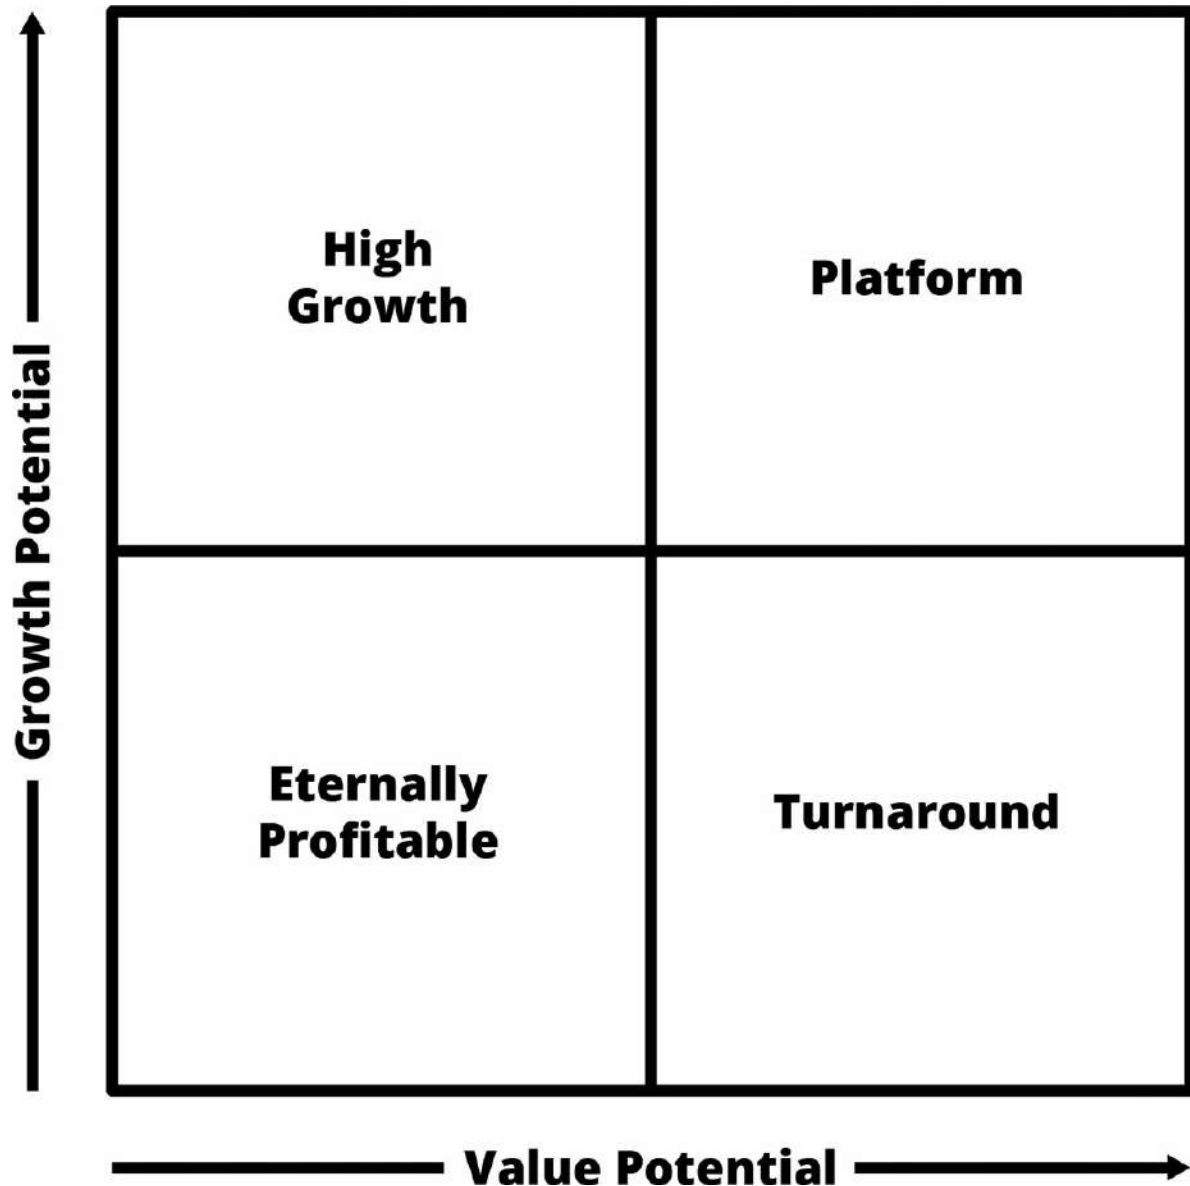 High
Growth
Platform
Growth Potential
Eternally
Profitable
Turnaround
Value Potential